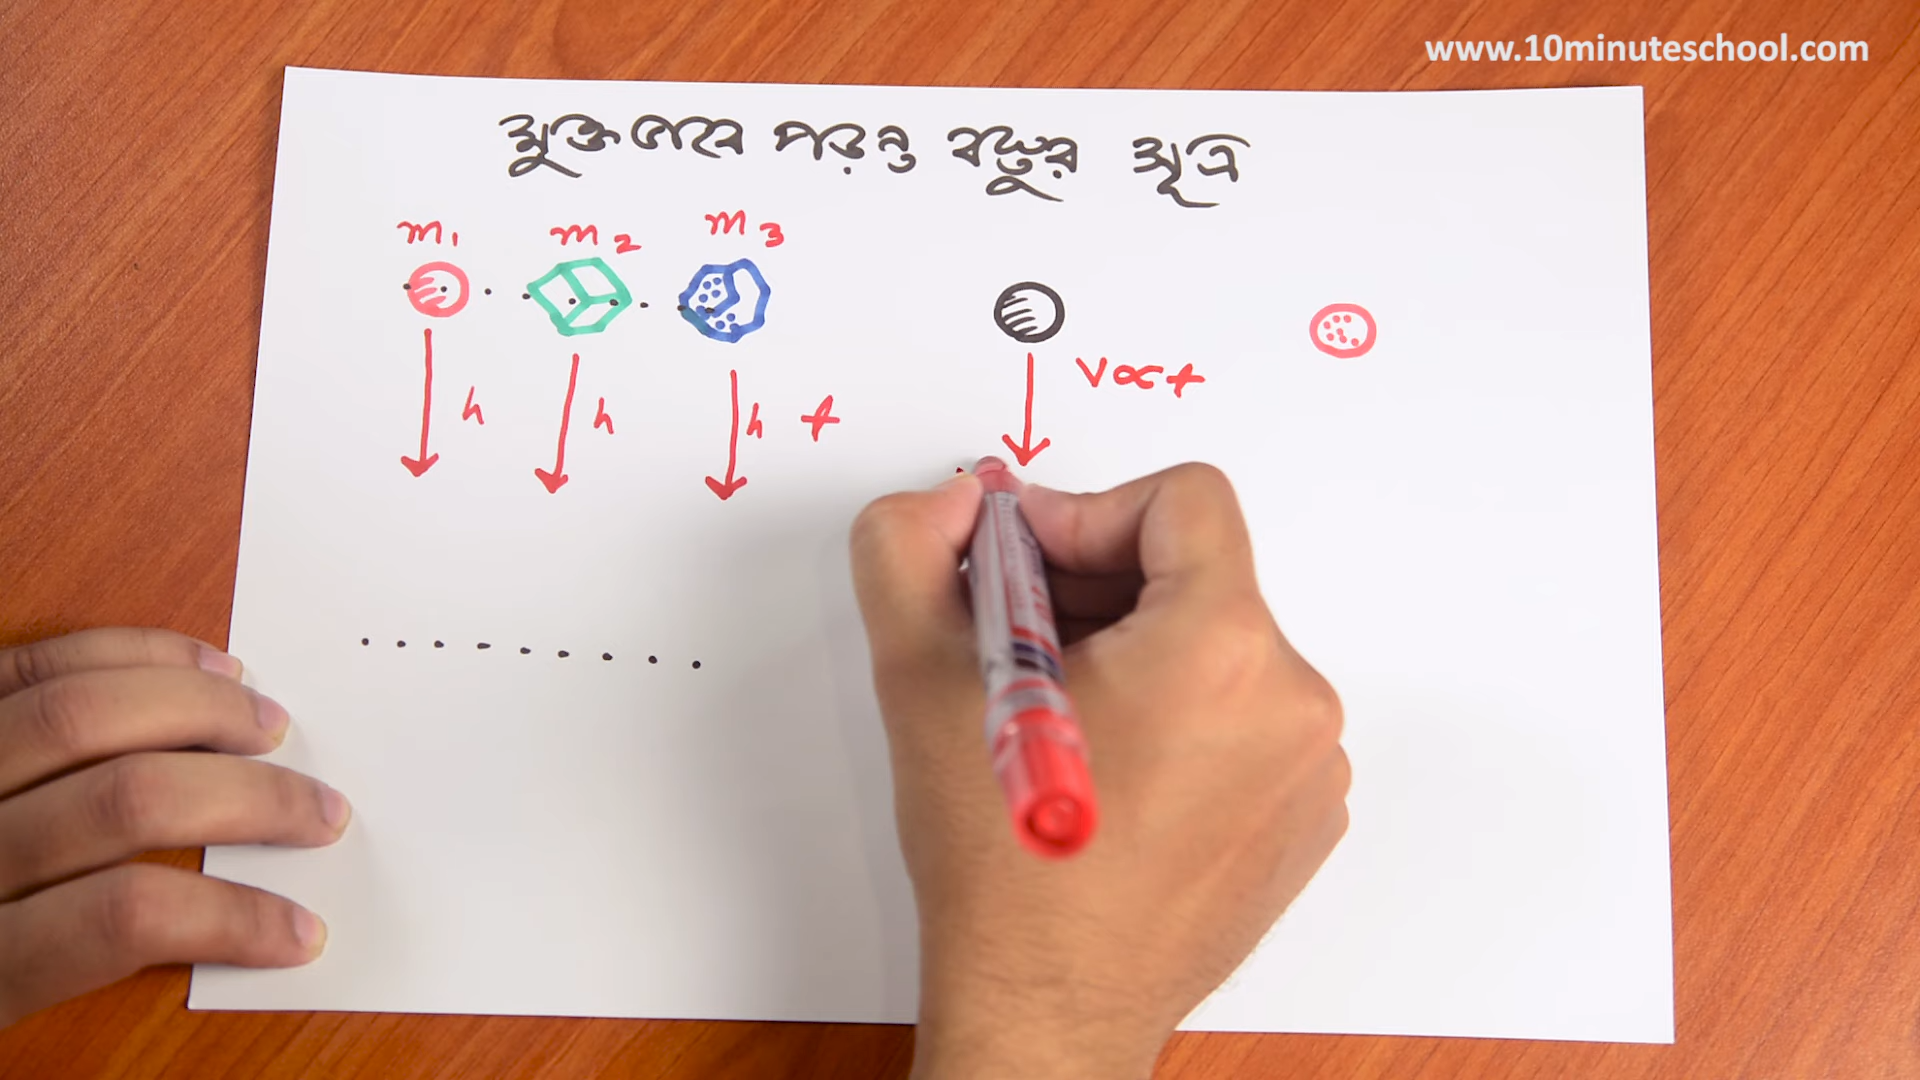 www.10minuteschool.com
মুক্তভাবে পড়ন্ত বস্তুর সূত্র
m₁ m₂ m₃
v∝t
h h h t